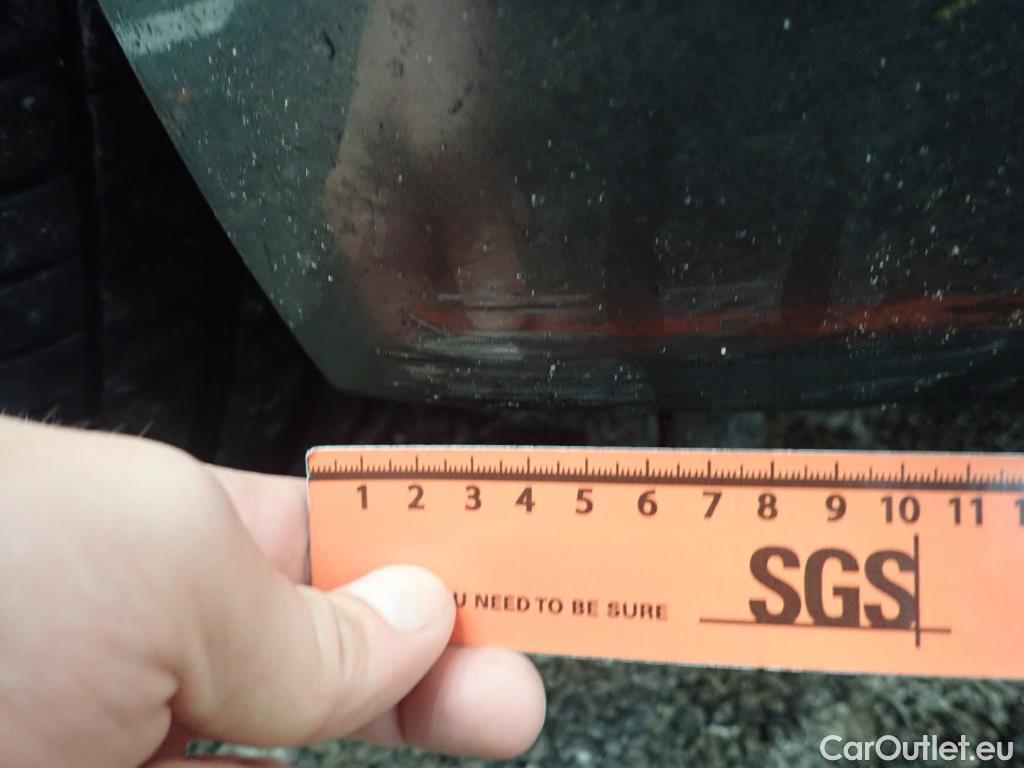 1 2 3 4 5 6 7 8 9 10 11
SGS
NEED TO BE SURE
CarOutlet.eu